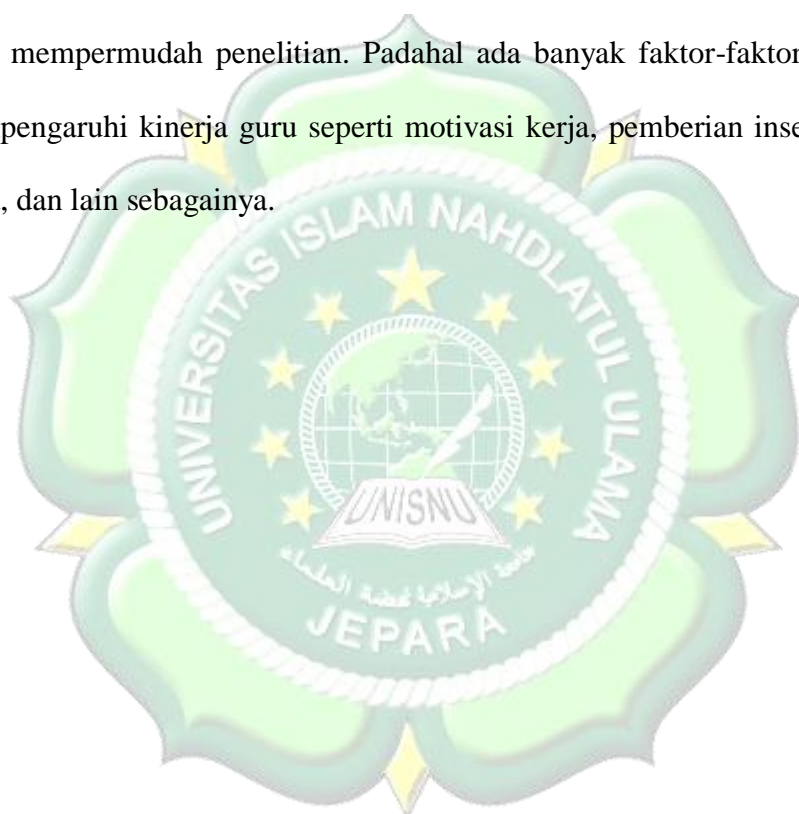 mempermudah penelitian. Padahal ada banyak faktor-faktor
pengaruhi kinerja guru seperti motivasi kerja, pemberian inse
, dan lain sebagainya.
UNIVERSITAS ISLAM NAHDLATUL ULAMA
UNISNU
JEPARA